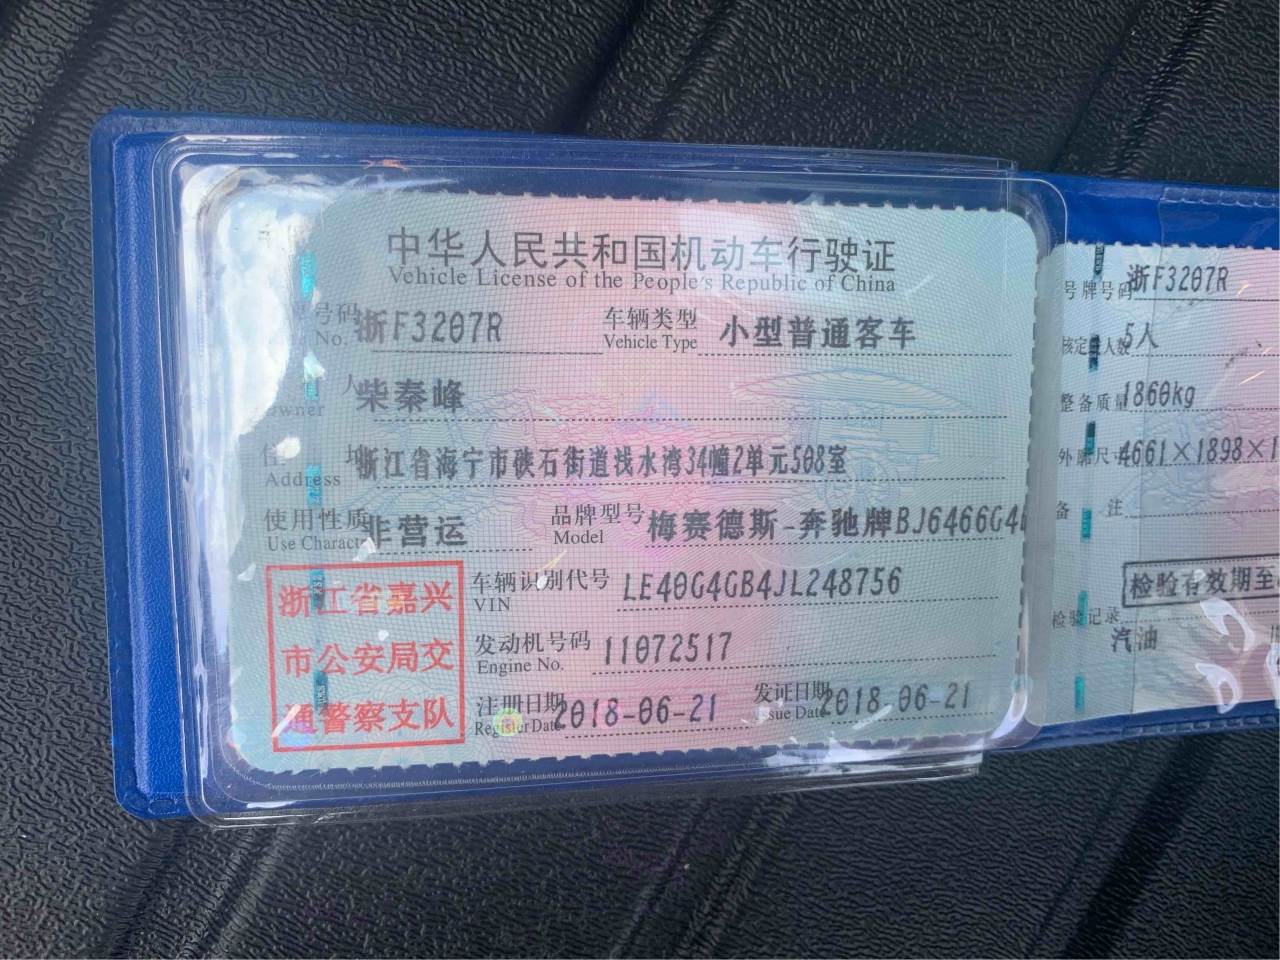 中华人民共和国机动车行驶证
Vehicle License of the People's Republic of China
号码 浙F3207R 车辆类型 小型普通客车
No. Vehicle Type
人 柴秦峰
Owner
住 址 浙江省海宁市硖石街道浅水湾34幢2单元508室
Address
使用性质 非营运 品牌型号 梅赛德斯-奔驰牌BJ6466G4
Use Character Model
浙江省嘉兴
市公安局交
通警察支队
车辆识别代号 LE40G4GB4JL248756
VIN
发动机号码 11072517
Engine No.
注册日期 2018-06-21 发证日期 2018-06-21
Register Date Issue Date
号牌号码 浙F3207R
核定 人数 5人
整备质量 1860kg
外廓尺寸 4661×1898×1
备 注
检验有效期至
检验记录
汽油